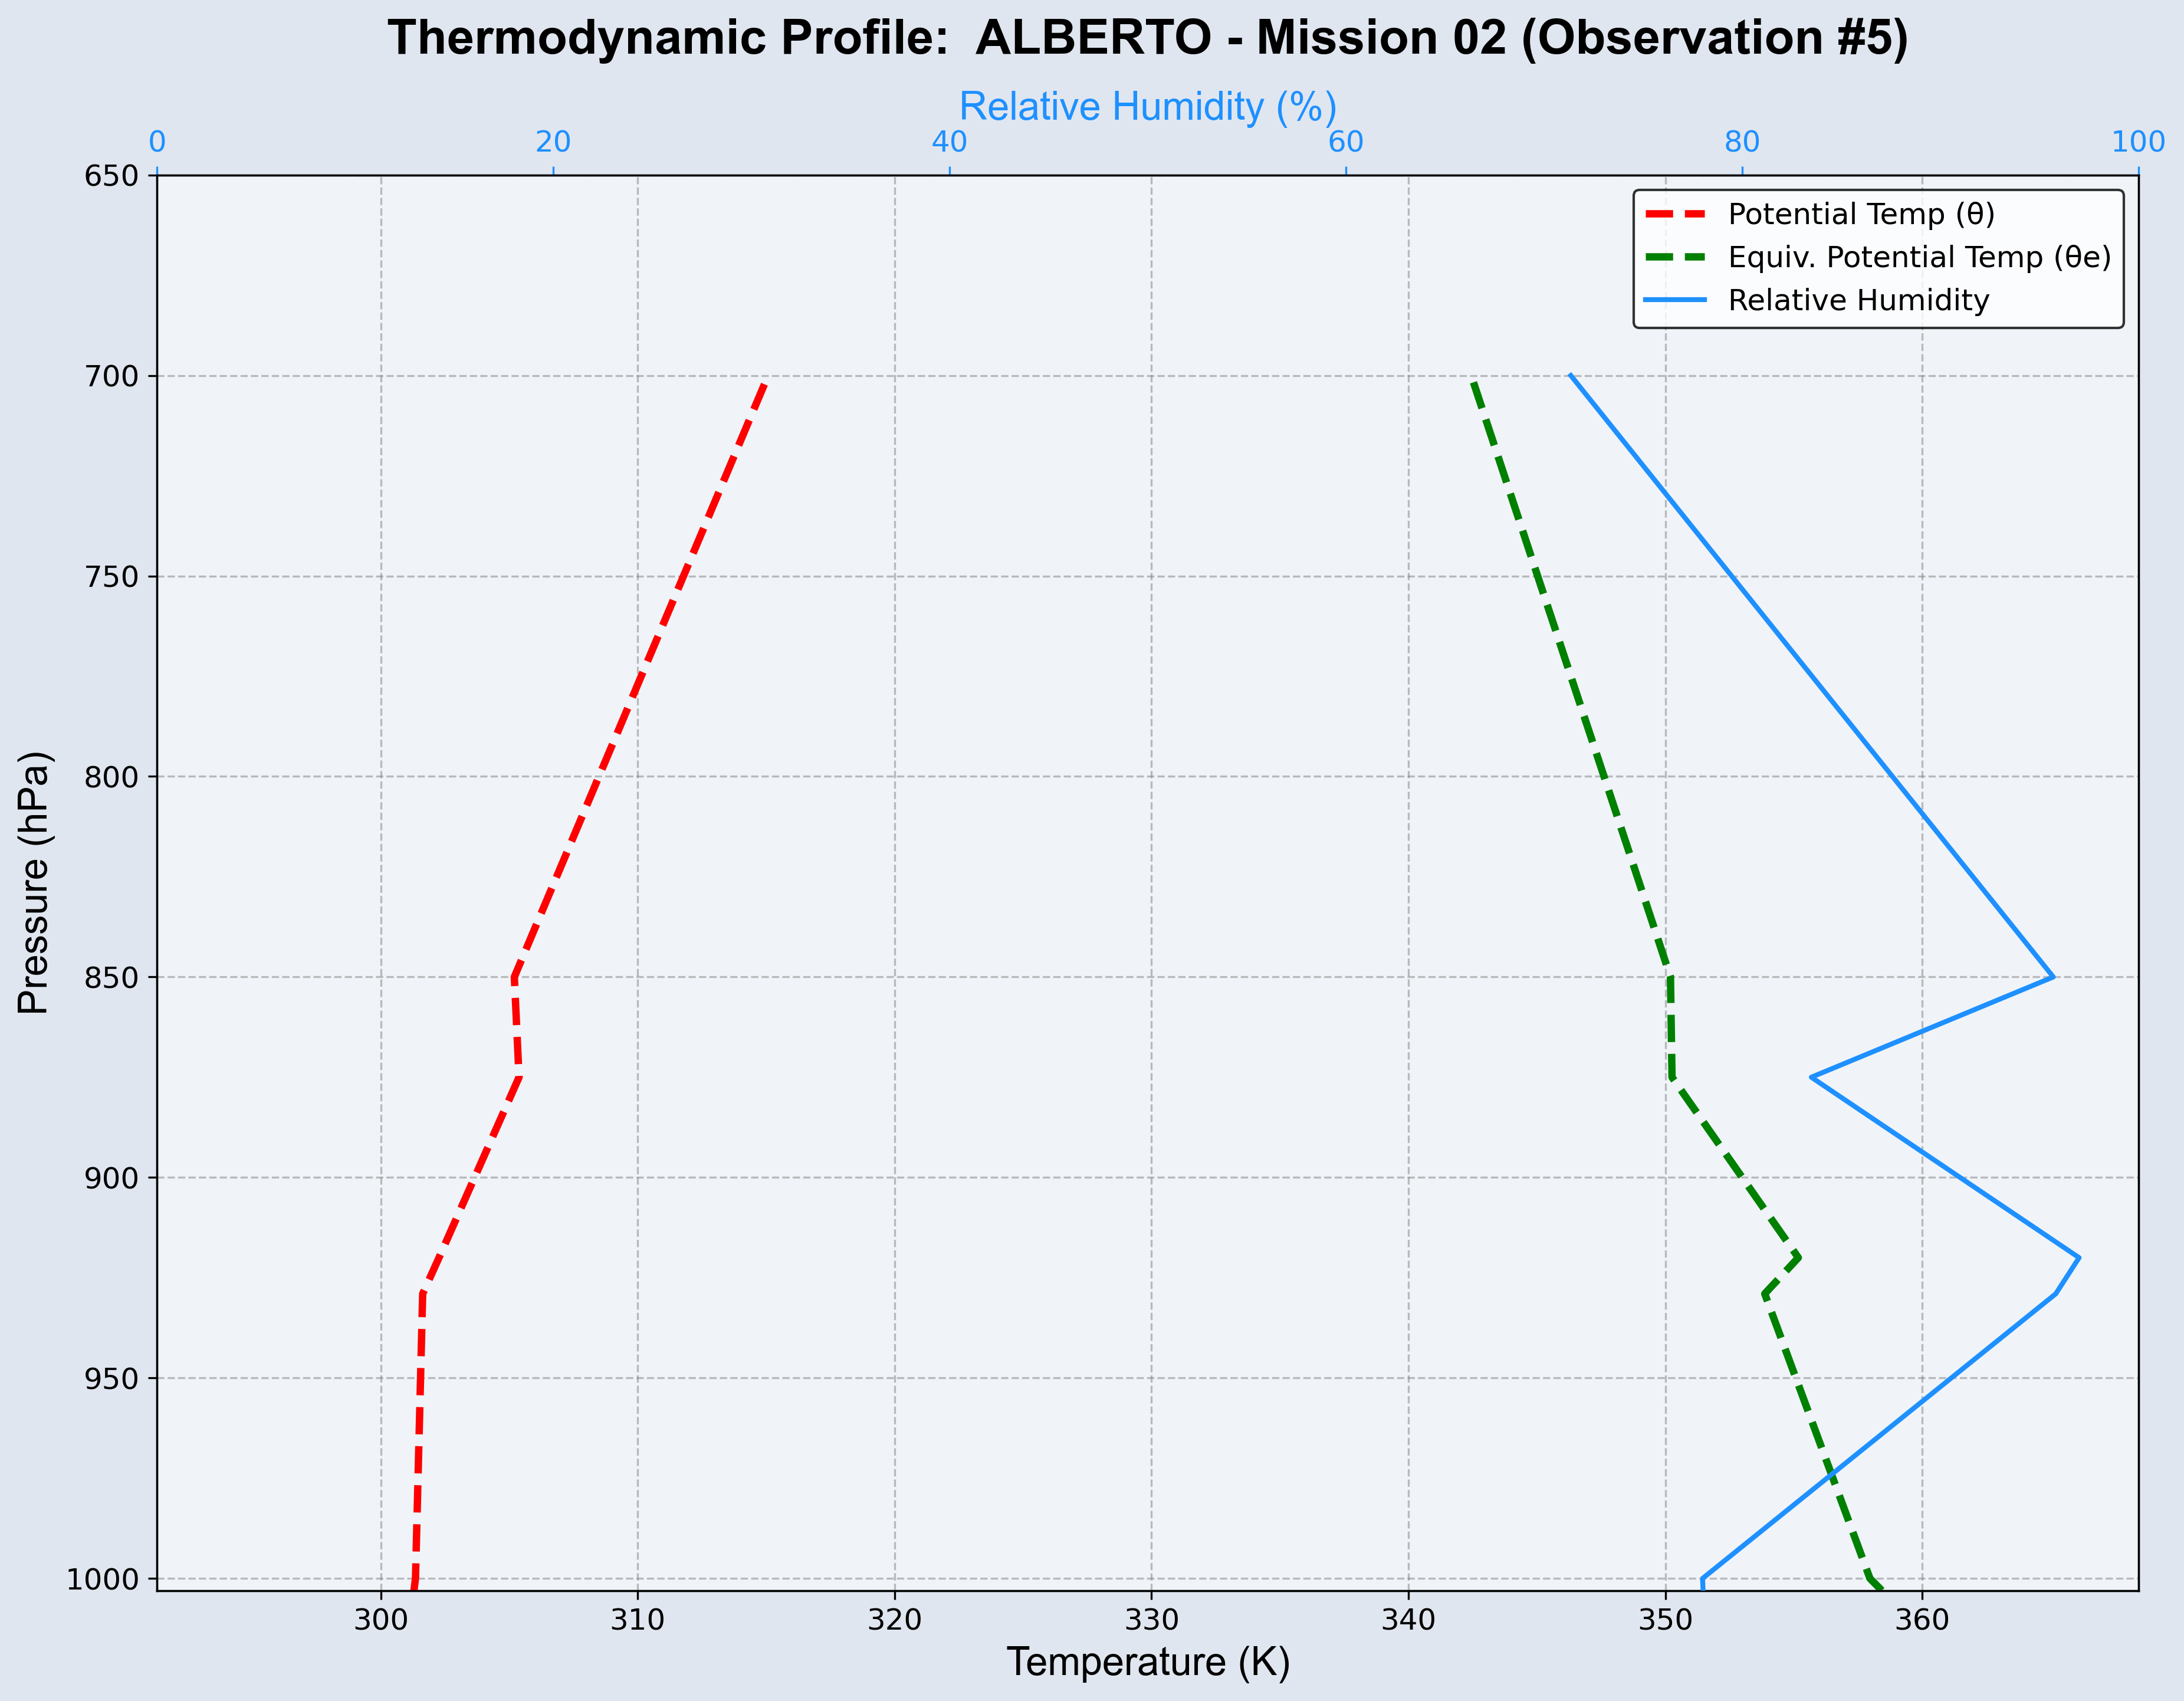 Thermodynamic Profile:  ALBERTO - Mission 02 (Observation #5)
Relative Humidity (%)
0 20 40 60 80 100
Potential Temp (θ)
Equiv. Potential Temp (θe)
Relative Humidity
650
700
750
800
850
900
950
1000
Pressure (hPa)
300 310 320 330 340 350 360
Temperature (K)